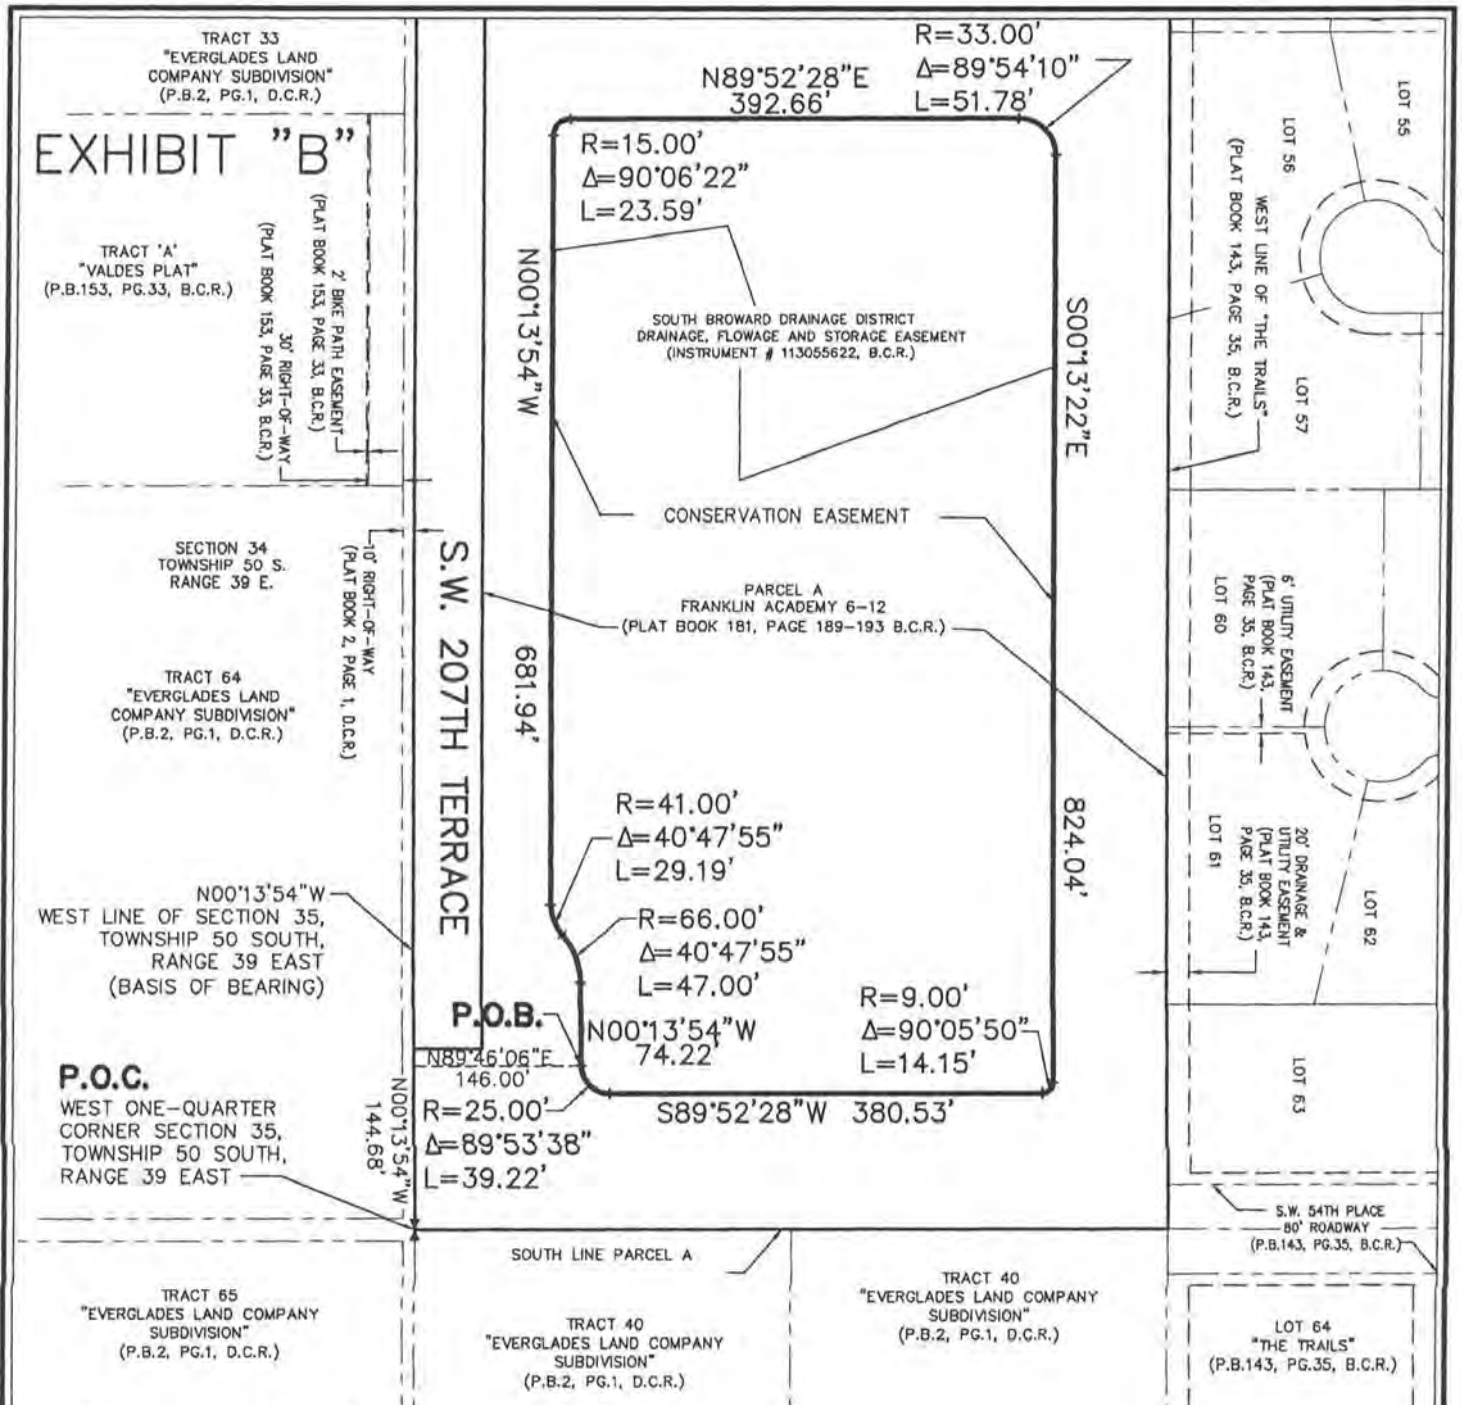 TRACT 33
"EVERGLADES LAND
COMPANY SUBDIVISION"
(P.B.2, PG.1, D.C.R.)
EXHIBIT "B"
TRACT 'A'
"VALDES PLAT"
(P.B.153, PG.33, B.C.R.)
2' BIKE PATH EASEMENT
(PLAT BOOK 153, PAGE 33, B.C.R.)
30' RIGHT-OF-WAY
(PLAT BOOK 153, PAGE 33, B.C.R.)
N89°52'28"E
392.66'
R=33.00'
Δ=89°54'10"
L=51.78'
R=15.00'
Δ=90°06'22"
L=23.59'
N00°13'54"W
681.94'
SOUTH BROWARD DRAINAGE DISTRICT
DRAINAGE, FLOWAGE AND STORAGE EASEMENT
(INSTRUMENT # 113055622, B.C.R.)
S00°13'22"E
824.04'
CONSERVATION EASEMENT
PARCEL A
FRANKLIN ACADEMY 6-12
(PLAT BOOK 181, PAGE 189-193 B.C.R.)
LOT 55
LOT 56
WEST LINE OF "THE TRAILS"
(PLAT BOOK 143, PAGE 35, B.C.R.)
LOT 57
6' UTILITY EASEMENT
(PLAT BOOK 143,
PAGE 35, B.C.R.)
LOT 60
20' DRAINAGE &
UTILITY EASEMENT
(PLAT BOOK 143,
PAGE 35, B.C.R.)
LOT 61
LOT 62
LOT 63
SECTION 34
TOWNSHIP 50 S.
RANGE 39 E.
10' RIGHT-OF-WAY
(PLAT BOOK 2, PAGE 1, D.C.R.)
TRACT 64
"EVERGLADES LAND
COMPANY SUBDIVISION"
(P.B.2, PG.1, D.C.R.)
S.W. 207TH TERRACE
R=41.00'
Δ=40°47'55"
L=29.19'
R=66.00'
Δ=40°47'55"
L=47.00'
N00°13'54"W
WEST LINE OF SECTION 35,
TOWNSHIP 50 SOUTH,
RANGE 39 EAST
(BASIS OF BEARING)
P.O.B.
N00°13'54"W
74.22'
R=9.00'
Δ=90°05'50"
L=14.15'
N89°46'06"E
146.00'
P.O.C.
WEST ONE-QUARTER
CORNER SECTION 35,
TOWNSHIP 50 SOUTH,
RANGE 39 EAST
N00°13'54"W
144.68'
R=25.00'
Δ=89°53'38"
L=39.22'
S89°52'28"W 380.53'
S.W. 54TH PLACE
80' ROADWAY
(P.B.143, PG.35, B.C.R.)
SOUTH LINE PARCEL A
TRACT 65
"EVERGLADES LAND COMPANY
SUBDIVISION"
(P.B.2, PG.1, D.C.R.)
TRACT 40
"EVERGLADES LAND COMPANY
SUBDIVISION"
(P.B.2, PG.1, D.C.R.)
TRACT 40
"EVERGLADES LAND COMPANY
SUBDIVISION"
(P.B.2, PG.1, D.C.R.)
LOT 64
"THE TRAILS"
(P.B.143, PG.35, B.C.R.)